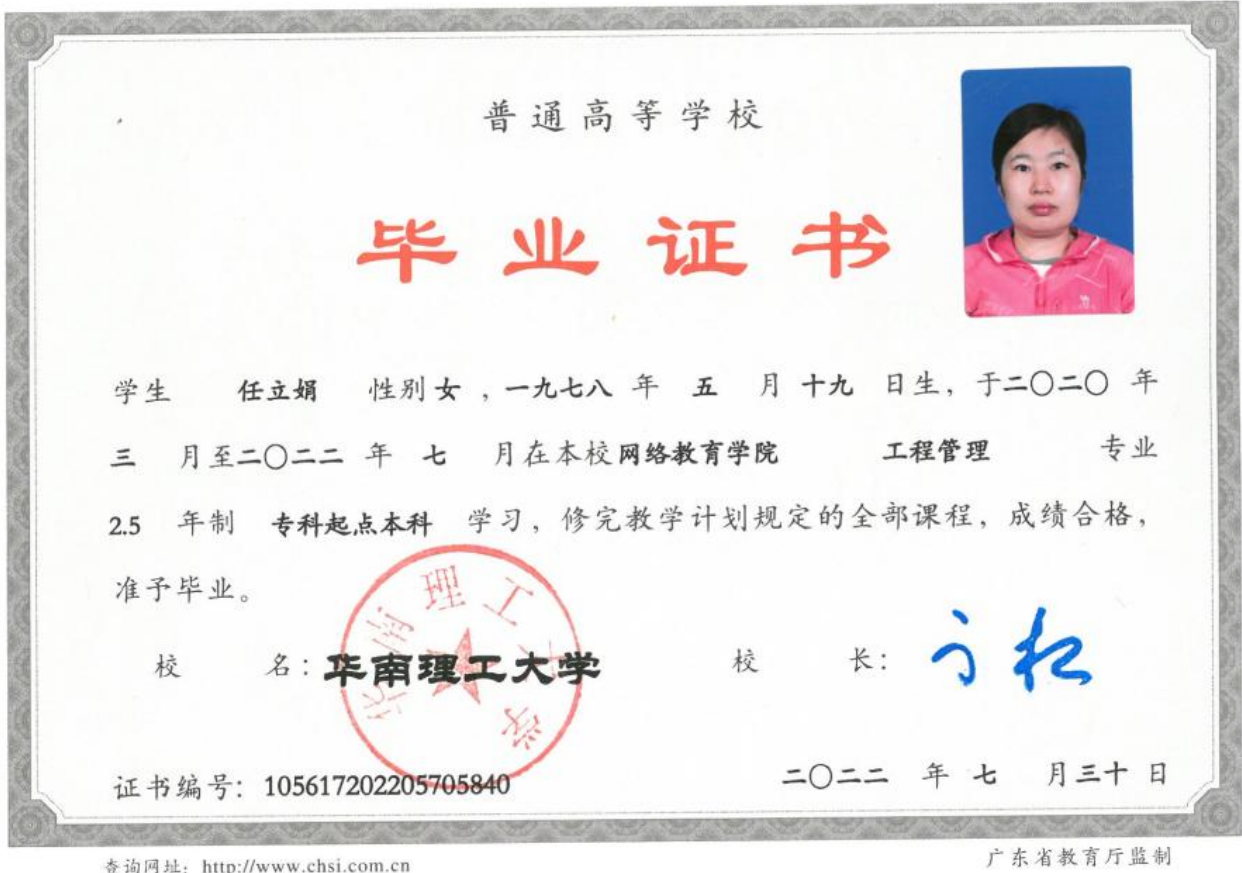 普通高等学校
毕业证书
学生 任立娟 性别 女 ，一九七八 年 五 月 十九 日生，于二〇二〇 年
三 月至二〇二二 年 七 月在本校网络教育学院 工程管理 专业
2.5 年制 专科起点本科 学习，修完教学计划规定的全部课程，成绩合格，
准予毕业。
华南理工大学
校 名：华南理工大学 校 长：
证书编号：105617202205705840 二〇二二 年 七 月三十 日
查询网址：http://www.chsi.com.cn 广东省教育厅监制